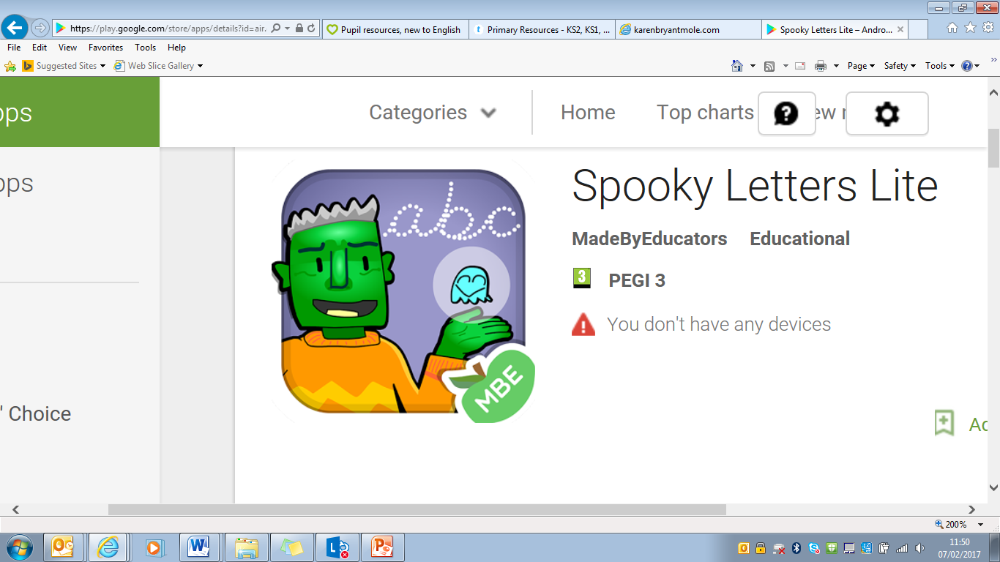 https://play.google.com/store/apps/details?id=air.
Pupil resources, new to English
Primary Resources - KS2, KS1, ...
karenbryantmole.com
Spooky Letters Lite – Andro...
File Edit View Favorites Tools Help
Suggested Sites
Web Slice Gallery
Page Safety Tools
ops
Categories
Home
Top charts
ew r
ops
abc
Spooky Letters Lite
MadeByEducators Educational
3 PEGI 3
You don't have any devices
MBE
' Choice
Ad
200%
11:50
07/02/2017